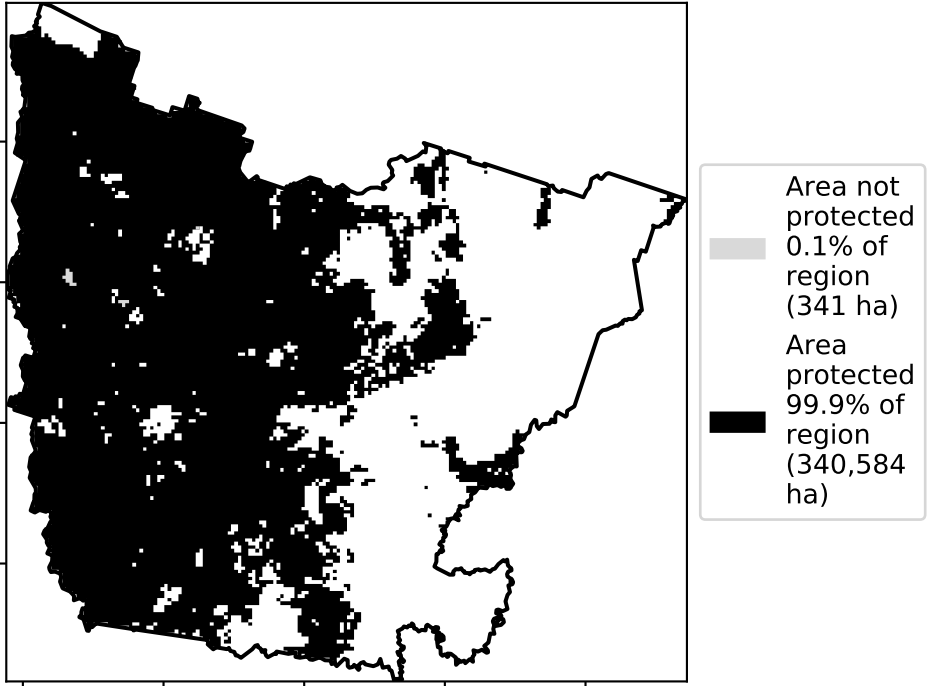 Area not
protected
0.1% of
region
(341 ha)
Area
protected
99.9% of
region
(340,584
ha)